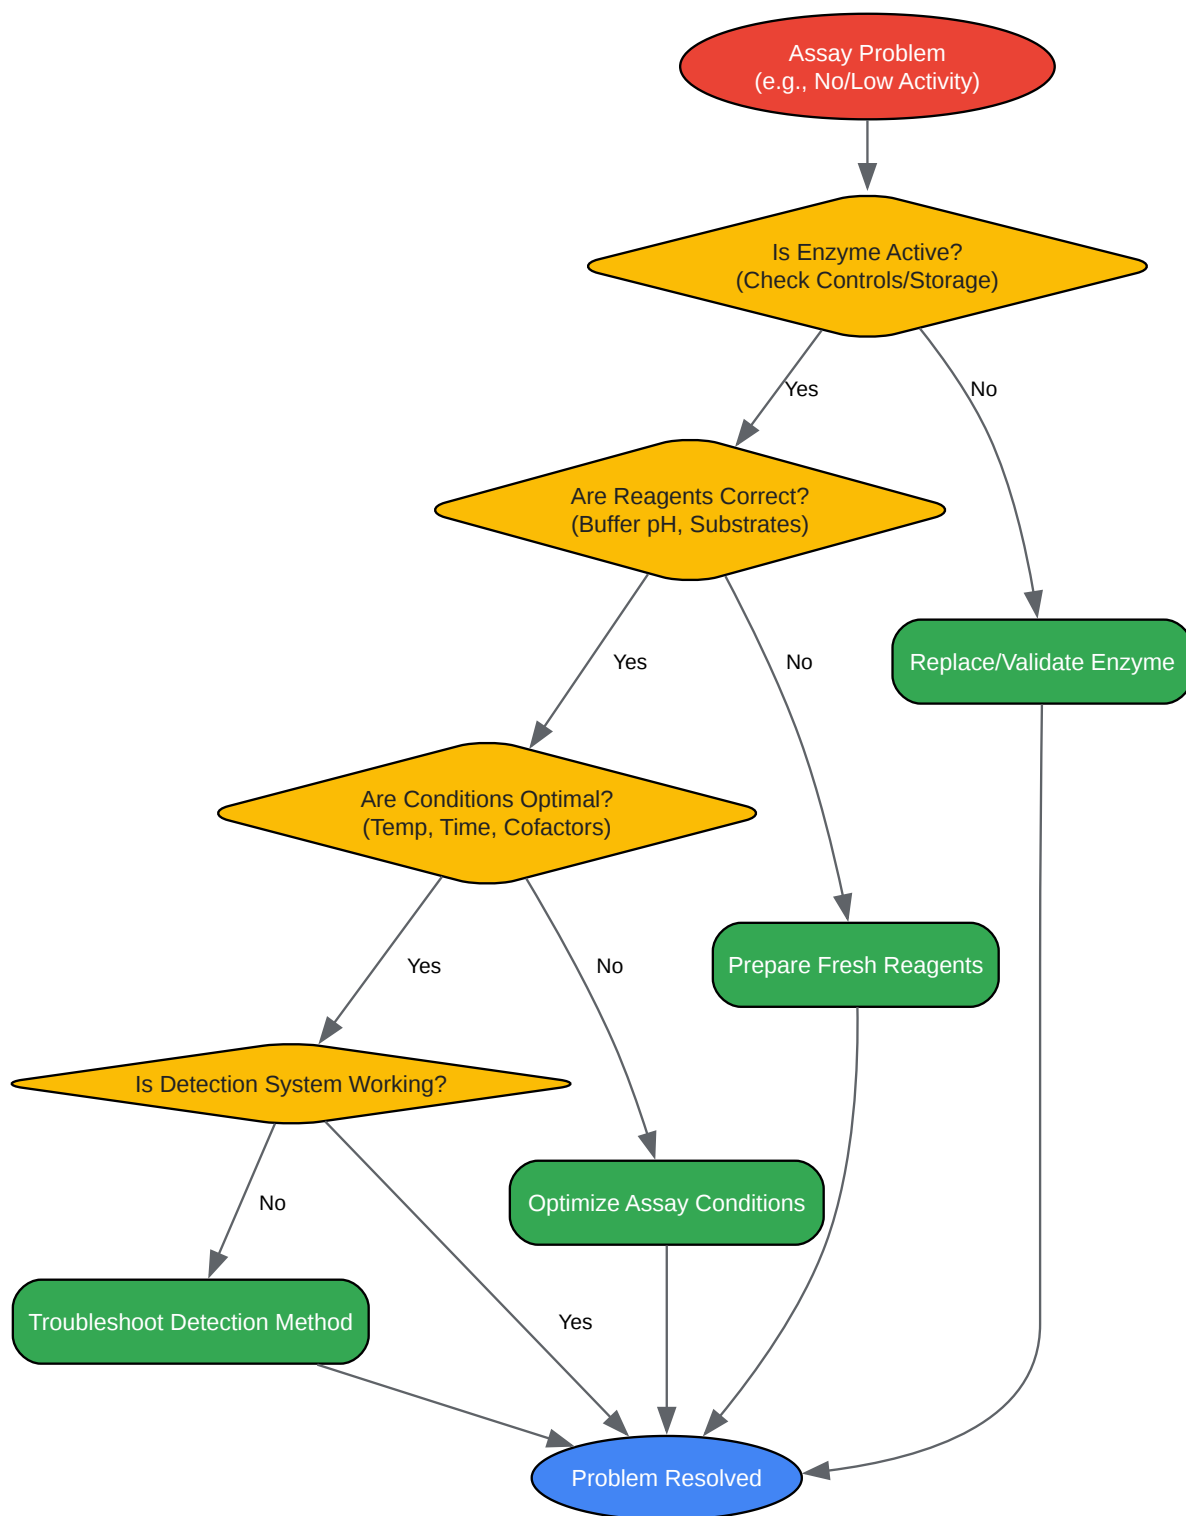 Assay Problem
(e.g., No/Low Activity)
Is Enzyme Active?
(Check Controls/Storage)
Yes
No
Are Reagents Correct?
(Buffer pH, Substrates)
Yes
No
Replace/Validate Enzyme
Are Conditions Optimal?
(Temp, Time, Cofactors)
Yes
No
Prepare Fresh Reagents
Is Detection System Working?
No
Yes
Optimize Assay Conditions
Troubleshoot Detection Method
Problem Resolved